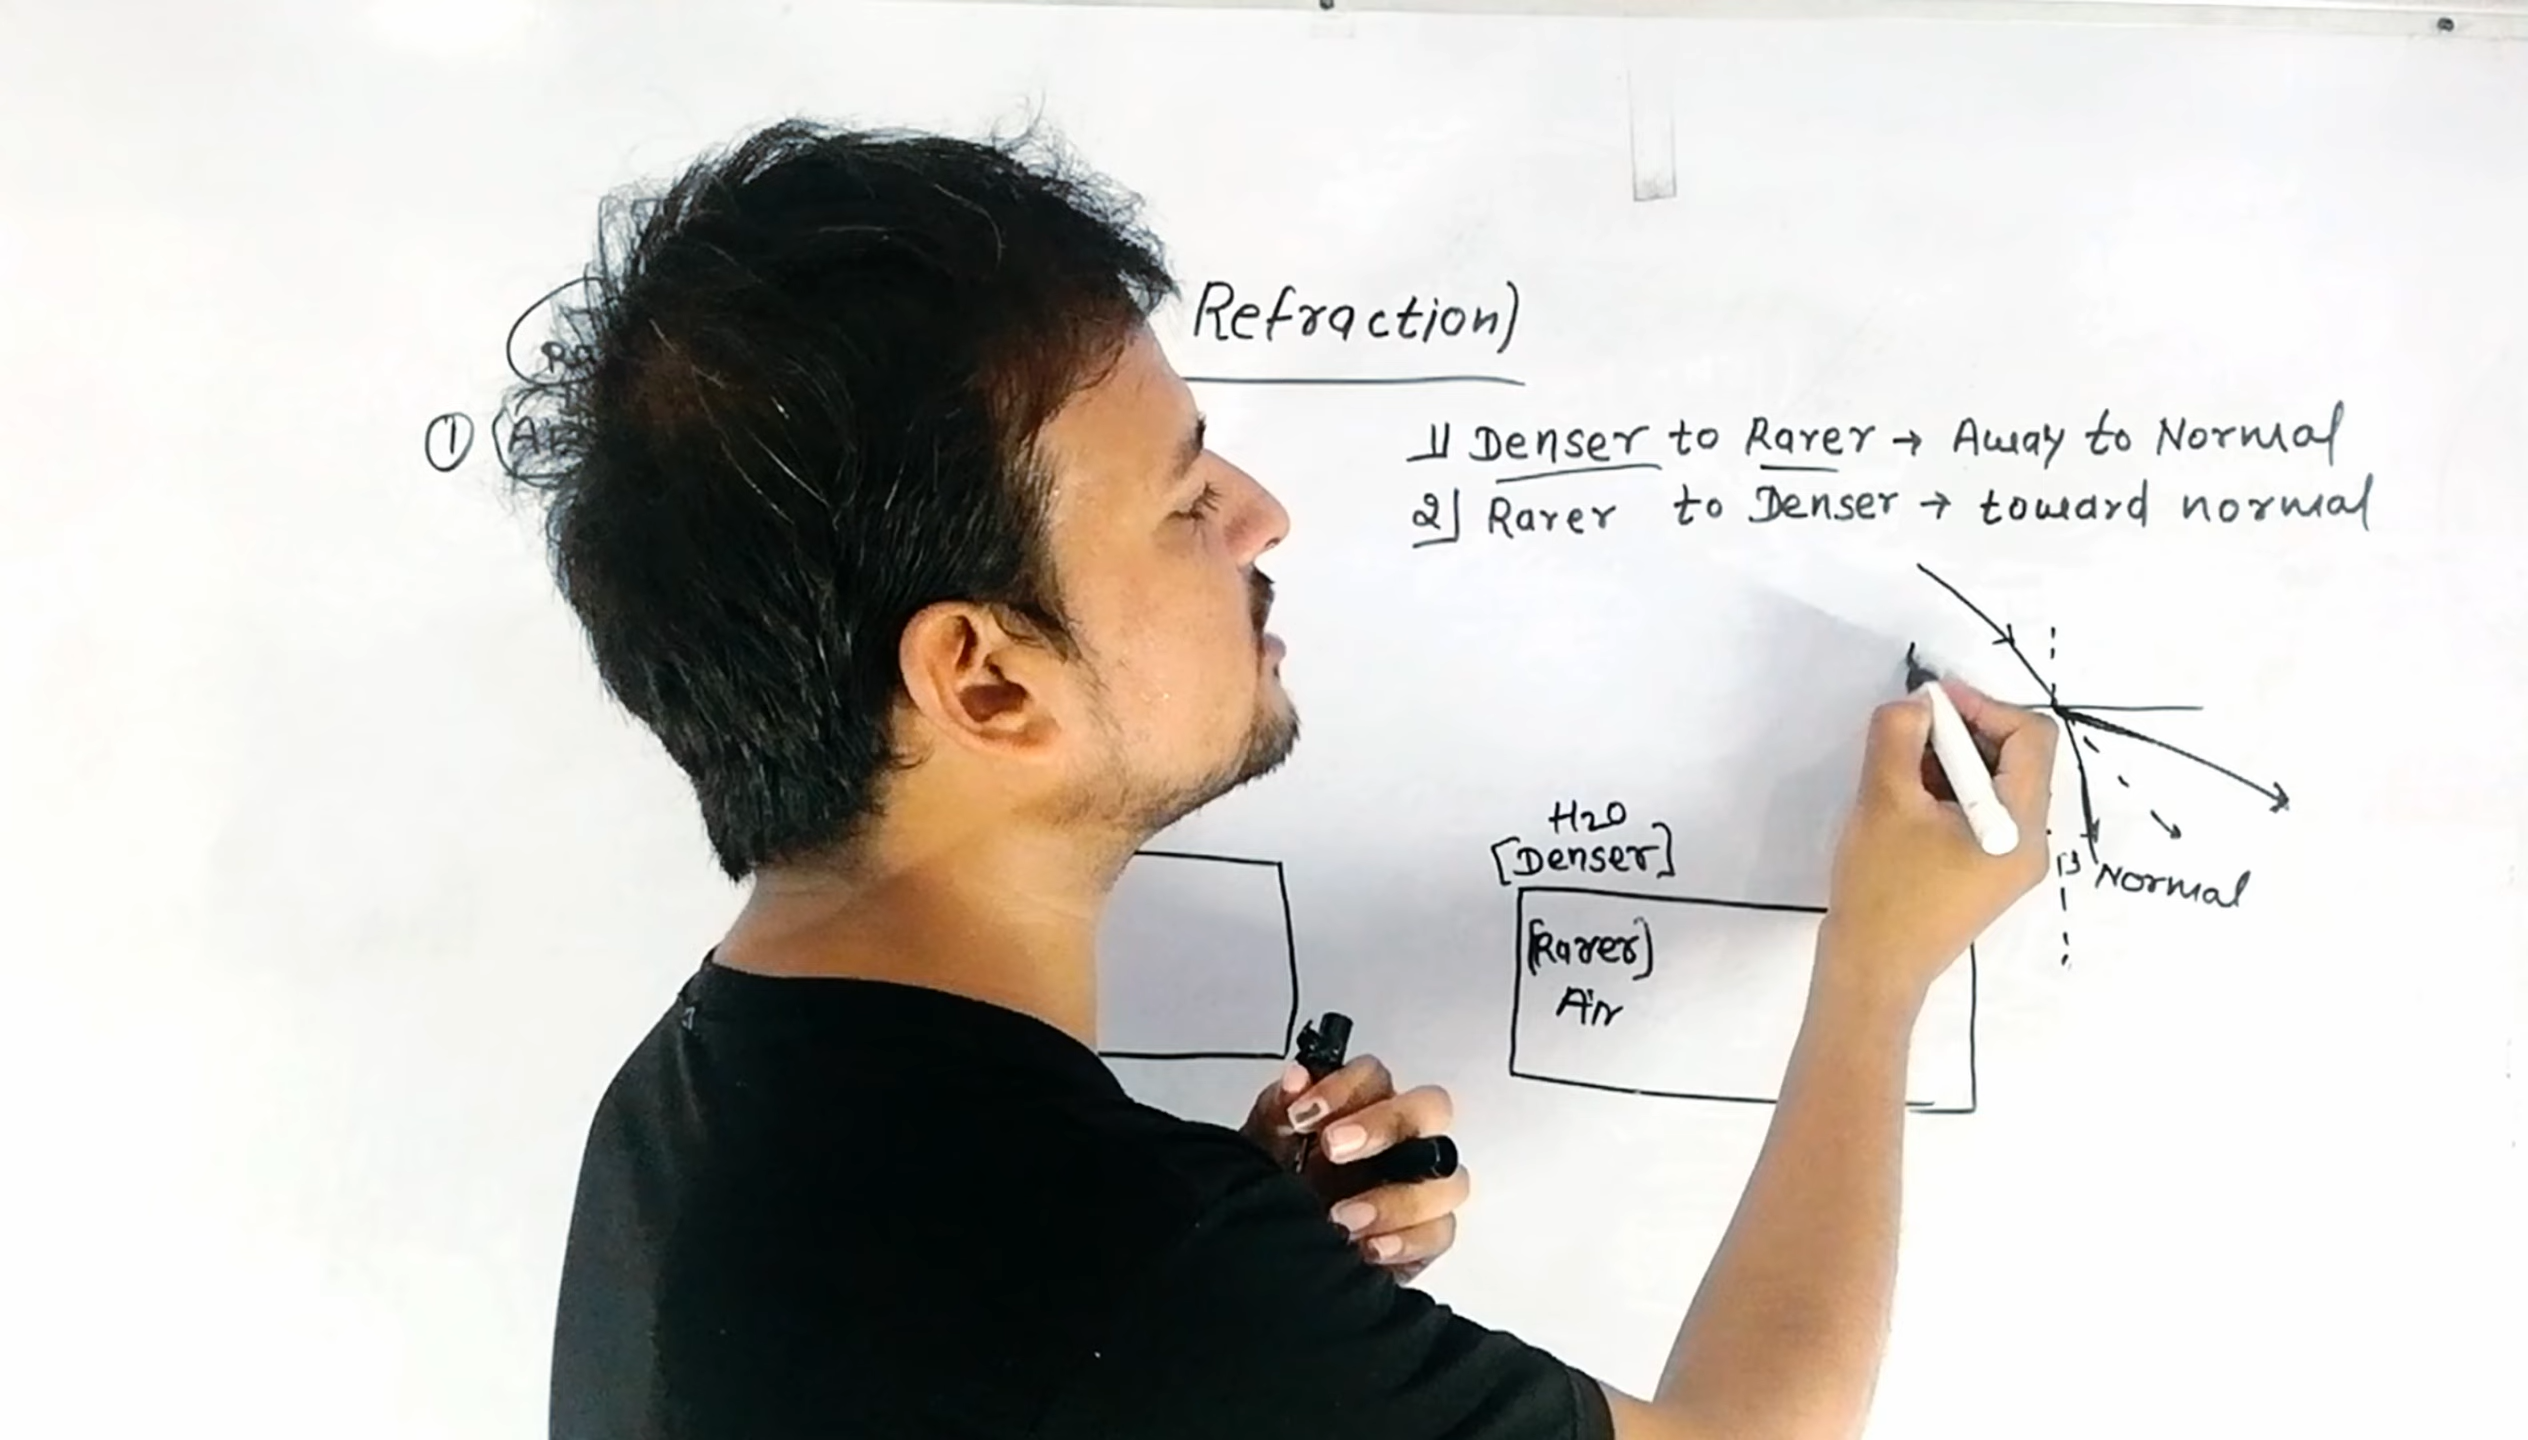 Refraction)
①
1] Denser to Rarer → Away to Normal
2] Rarer to Denser → toward normal
H2O
[Denser]
[Rarer]
Air
Normal